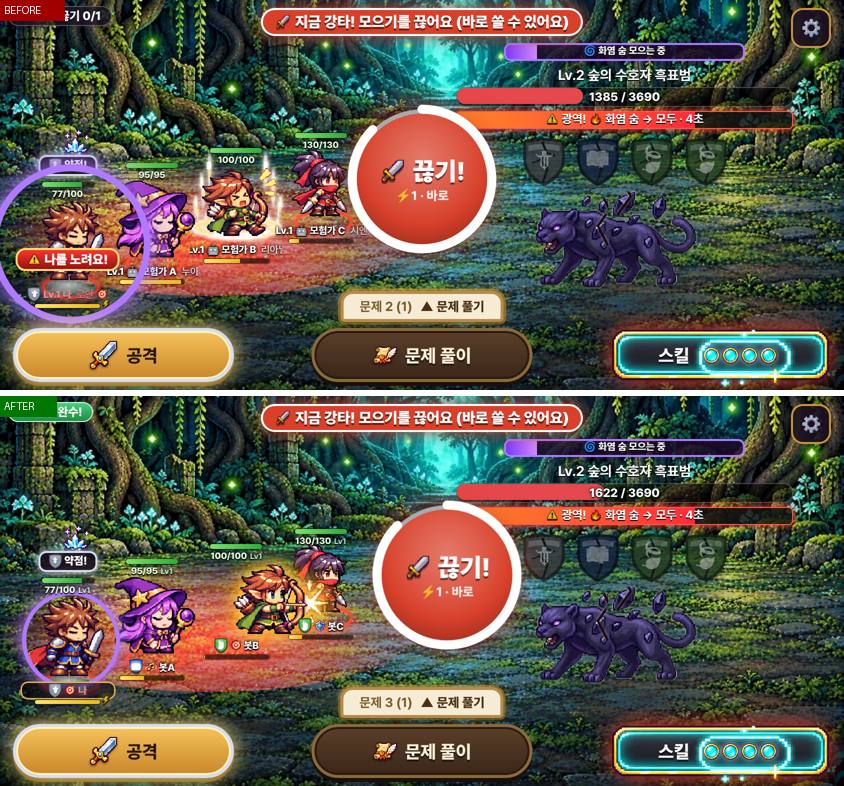 BEFORE
끊기 0/1
지금 강타! 모으기를 끊어요 (바로 쓸 수 있어요)
화염 숨 모으는 중
Lv.2 숲의 수호자 흑표범
1385 / 3690
광역! 화염 숨 → 모두 · 4초
130/130
100/100
95/95
약점!
77/100
끊기!
1 · 바로
Lv.1 모험가 C 시엔
Lv.1 모험가 B 리아
나를 노려요!
Lv.1 모험가 A 누아
Lv.1 나
문제 2 (1) ▲ 문제 풀기
공격
문제 풀이
스킬
AFTER
완수!
지금 강타! 모으기를 끊어요 (바로 쓸 수 있어요)
화염 숨 모으는 중
Lv.2 숲의 수호자 흑표범
1622 / 3690
광역! 화염 숨 → 모두 · 4초
130/130 Lv1
100/100 Lv1
95/95 Lv1
약점!
77/100 Lv1
끊기!
1 · 바로
봇C
봇B
봇A
나
문제 3 (1) ▲ 문제 풀기
공격
문제 풀이
스킬